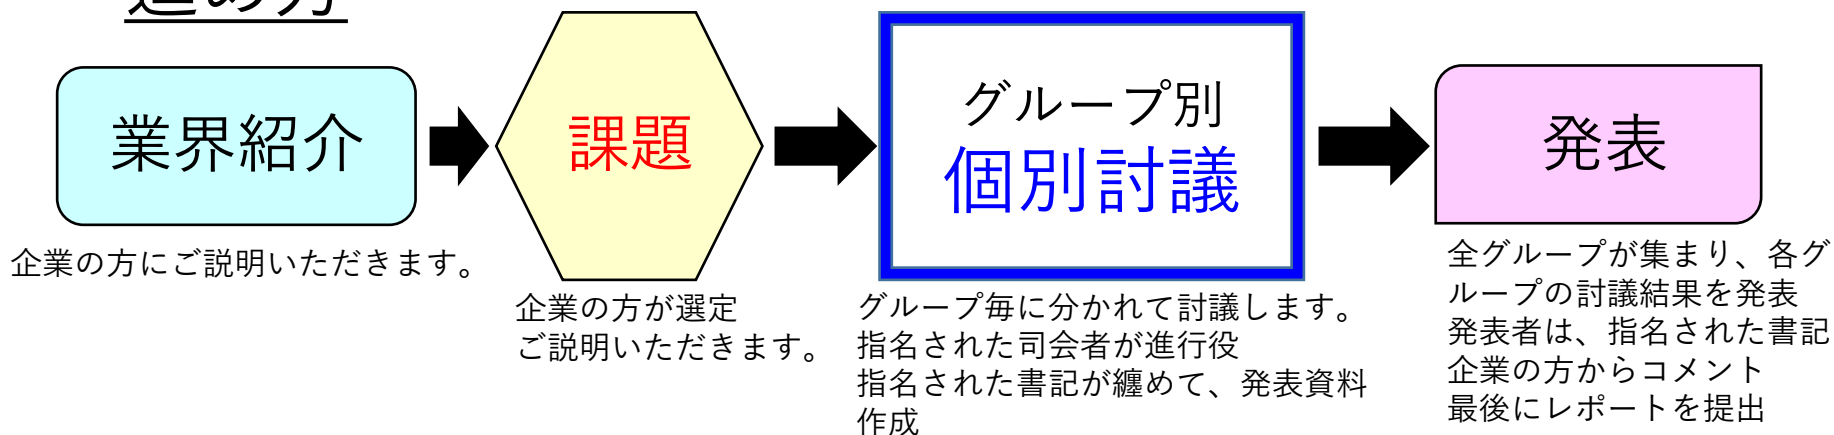 進め方
業界紹介
課題
グループ別
個別討議
発表
企業の方にご説明いただきます。
企業の方が選定
ご説明いただきます。
グループ毎に分かれて討議します。
指名された司会者が進行役
指名された書記が纏めて、発表資料
作成
全グループが集まり、各グ
ループの討議結果を発表
発表者は、指名された書記
企業の方からコメント
最後にレポートを提出